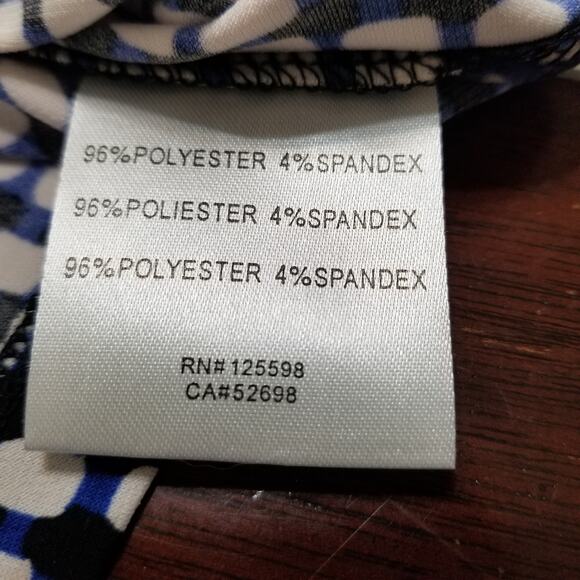 96%POLYESTER 4%SPANDEX
96%POLIESTER 4%SPANDEX
96%POLYESTER 4%SPANDEX
RN#125598
CA#52698